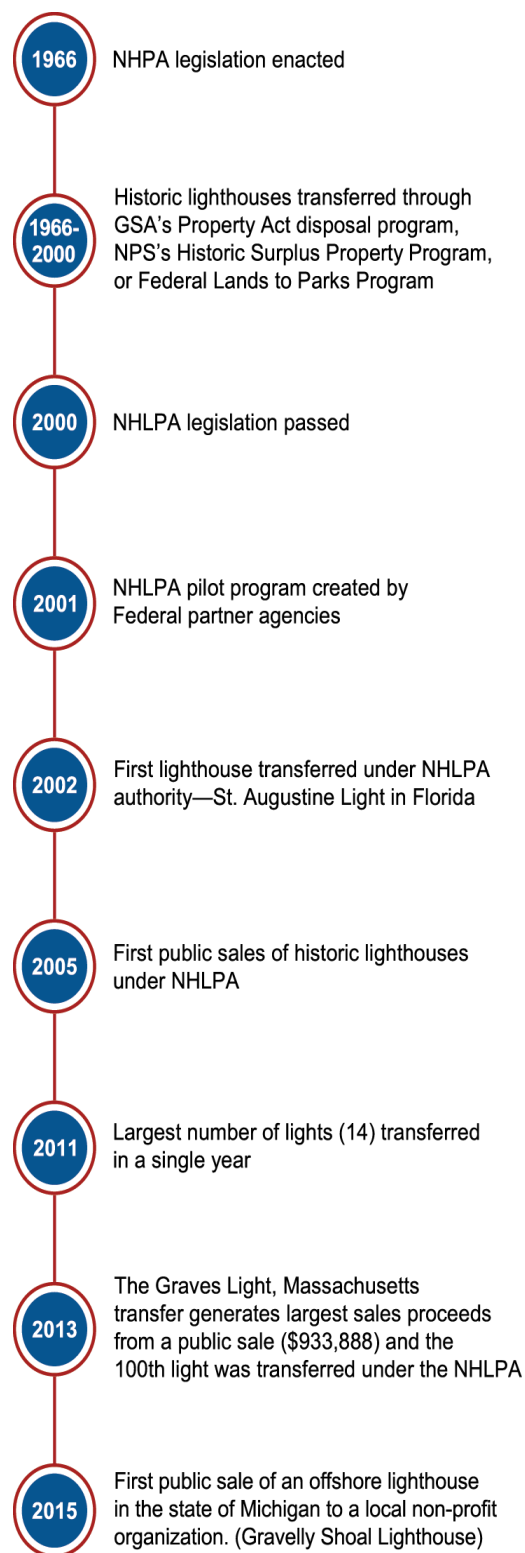 1966
NHPA legislation enacted
1966-
2000
Historic lighthouses transferred through
GSA’s Property Act disposal program,
NPS’s Historic Surplus Property Program,
or Federal Lands to Parks Program
2000
NHLPA legislation passed
2001
NHLPA pilot program created by
Federal partner agencies
2002
First lighthouse transferred under NHLPA
authority—St. Augustine Light in Florida
2005
First public sales of historic lighthouses
under NHLPA
2011
Largest number of lights (14) transferred
in a single year
2013
The Graves Light, Massachusetts
transfer generates largest sales proceeds
from a public sale ($933,888) and the
100th light was transferred under the NHLPA
2015
First public sale of an offshore lighthouse
in the state of Michigan to a local non-profit
organization. (Gravelly Shoal Lighthouse)